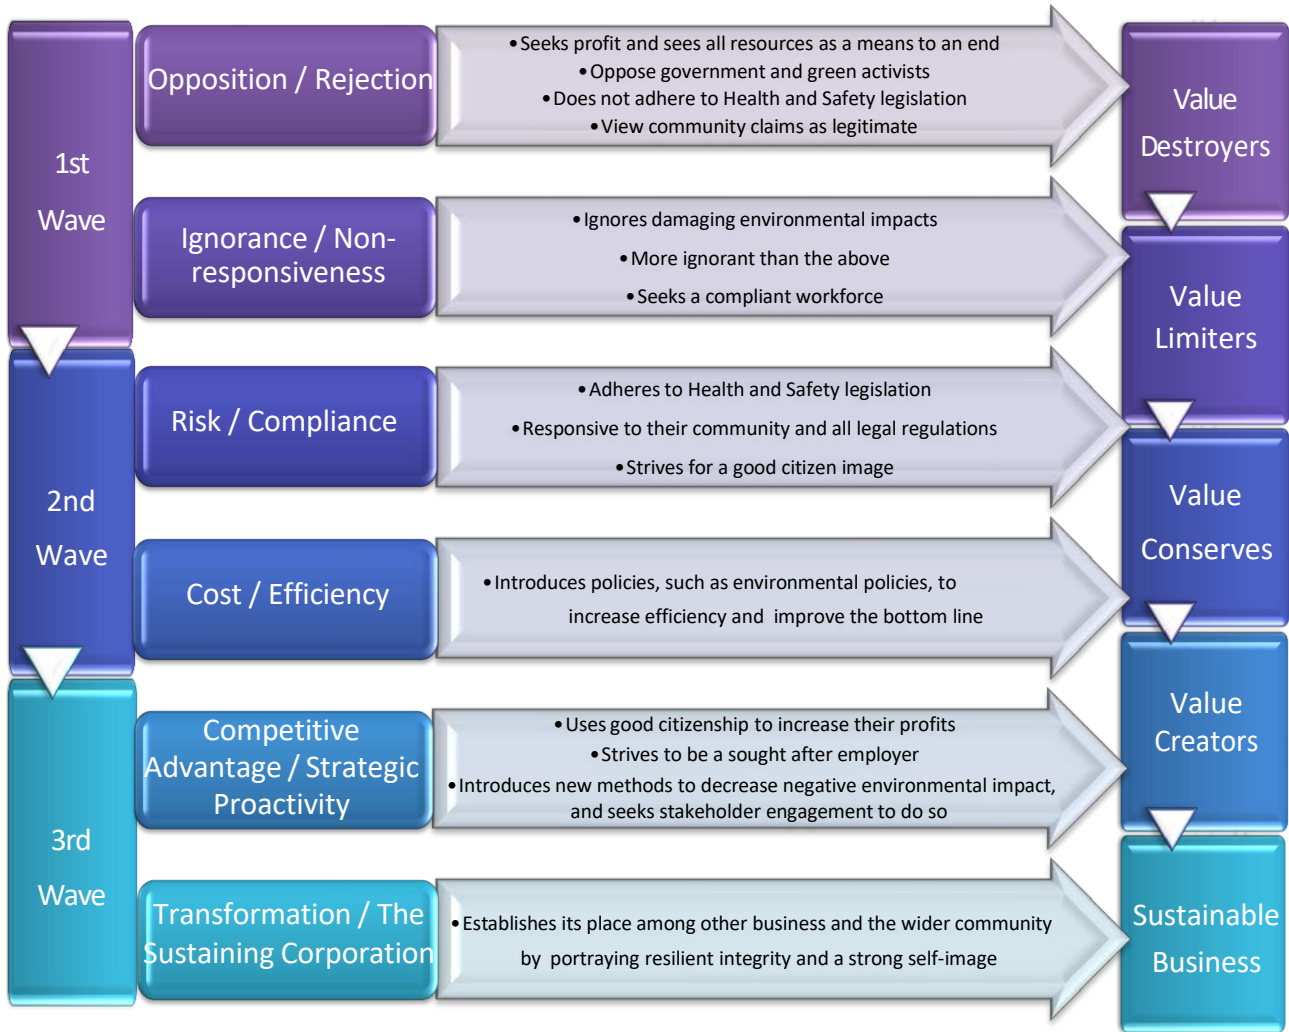 1st
Wave
Opposition / Rejection
•Seeks profit and sees all resources as a means to an end
•Oppose government and green activists
•Does not adhere to Health and Safety legislation
•View community claims as legitimate
Value
Destroyers
Ignorance / Non-
responsiveness
•Ignores damaging environmental impacts
•More ignorant than the above
•Seeks a compliant workforce
Value
Limiters
2nd
Wave
Risk / Compliance
•Adheres to Health and Safety legislation
•Responsive to their community and all legal regulations
•Strives for a good citizen image
Value
Conserves
Cost / Efficiency
•Introduces policies, such as environmental policies, to
increase efficiency and improve the bottom line
3rd
Wave
Competitive
Advantage / Strategic
Proactivity
•Uses good citizenship to increase their profits
•Strives to be a sought after employer
•Introduces new methods to decrease negative environmental impact,
and seeks stakeholder engagement to do so
Value
Creators
Transformation / The
Sustaining Corporation
•Establishes its place among other business and the wider community
by portraying resilient integrity and a strong self-image
Sustainable
Business